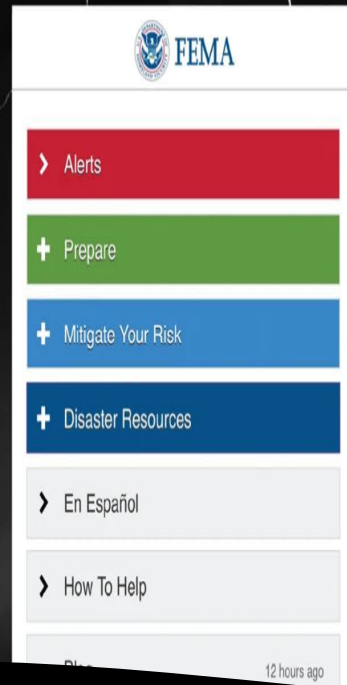 FEMA
Alerts
Prepare
Mitigate Your Risk
Disaster Resources
En Español
How To Help
12 hours ago